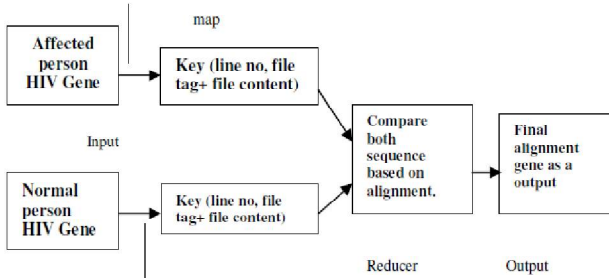 map
Affected
person
HIV Gene
Key (line no, file
tag+ file content)
Compare
both
sequence
based on
alignment.
Final
alignment
gene as a
output
Input
Normal
person
HIV Gene
Key (line no, file
tag+ file content)
Reducer
Output